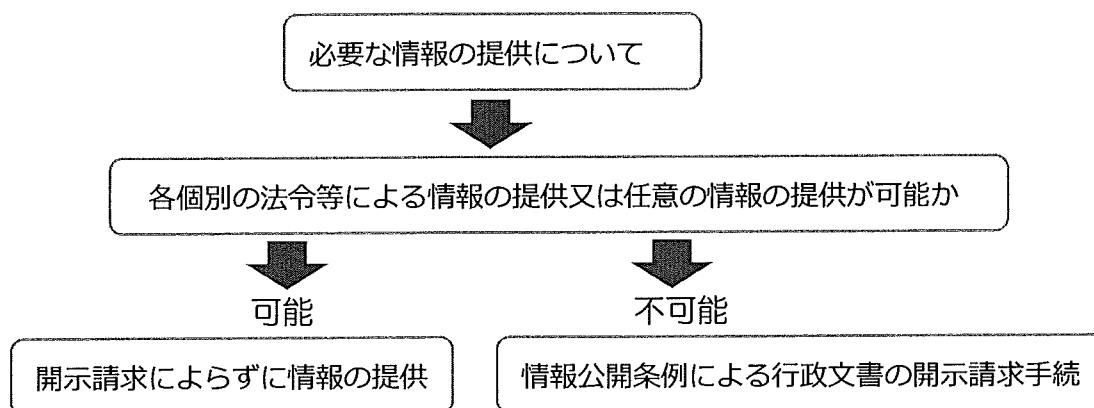 必要な情報の提供について
各個別の法令等による情報の提供又は任意の情報の提供が可能か
可能
不可能
開示請求によらずに情報の提供
情報公開条例による行政文書の開示請求手続